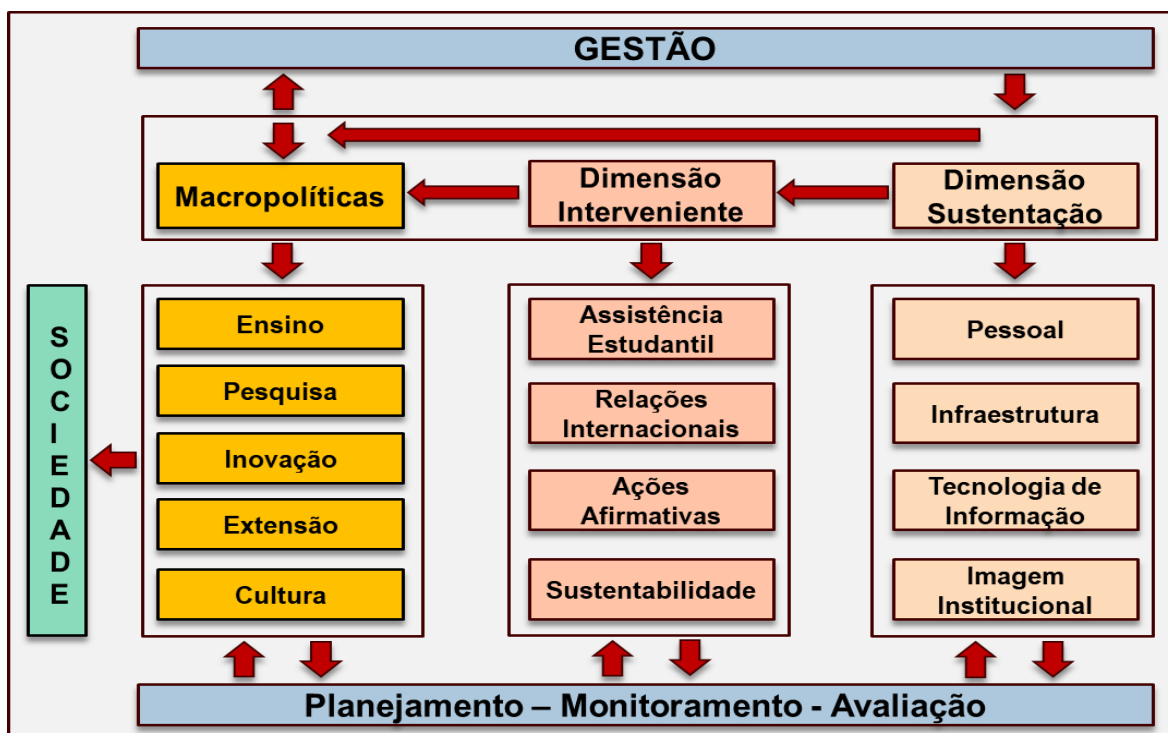 GESTÃO
Macropolíticas
Dimensão
Interveniente
Dimensão
Sustentação
SOCIEDADE
Ensino
Pesquisa
Inovação
Extensão
Cultura
Assistência
Estudantil
Relações
Internacionais
Ações
Afirmativas
Sustentabilidade
Pessoal
Infraestrutura
Tecnologia de
Informação
Imagem
Institucional
Planejamento – Monitoramento - Avaliação